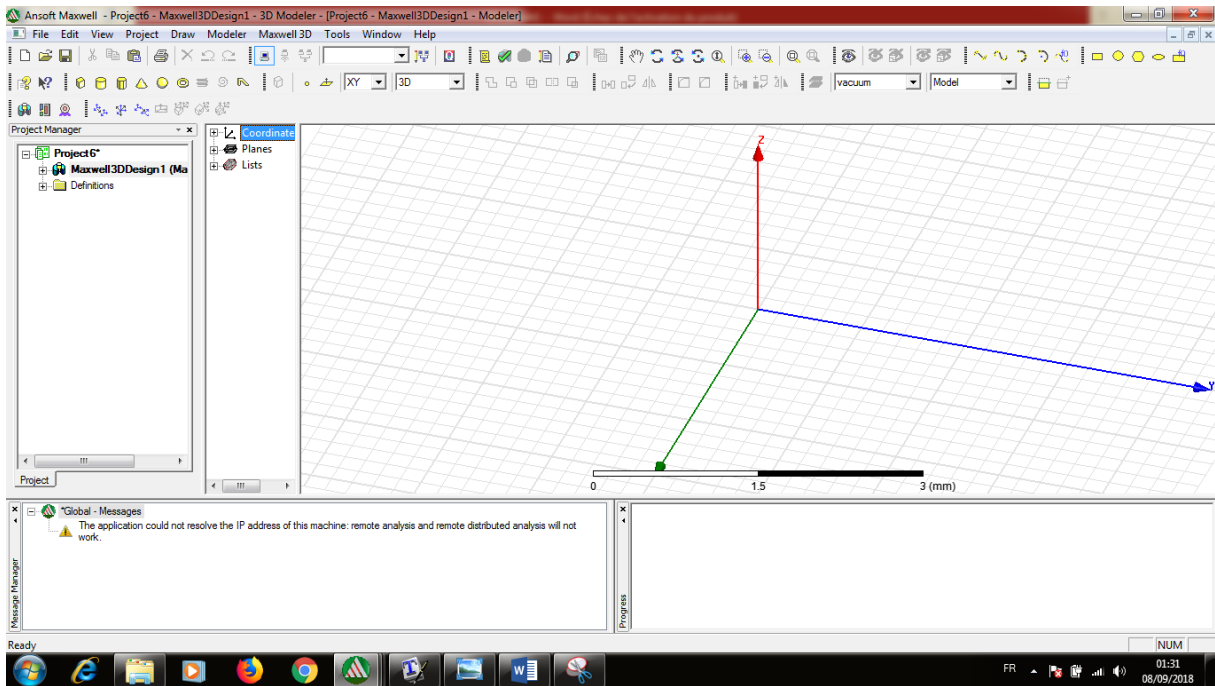 Ansoft Maxwell - Project6 - Maxwell3DDesign1 - 3D Modeler - [Project6 - Maxwell3DDesign1 - Modeler]
File Edit View Project Draw Modeler Maxwell 3D Tools Window Help
XY 3D vacuum Model
Project Manager
Project6*
Maxwell3DDesign1 (Ma
Definitions
Project
Coordinate
Planes
Lists
Z
Y
0 1.5 3 (mm)
*Global - Messages
The application could not resolve the IP address of this machine: remote analysis and remote distributed analysis will not
work.
Message Manager
Progress
Ready
NUM
FR
01:31
08/09/2018